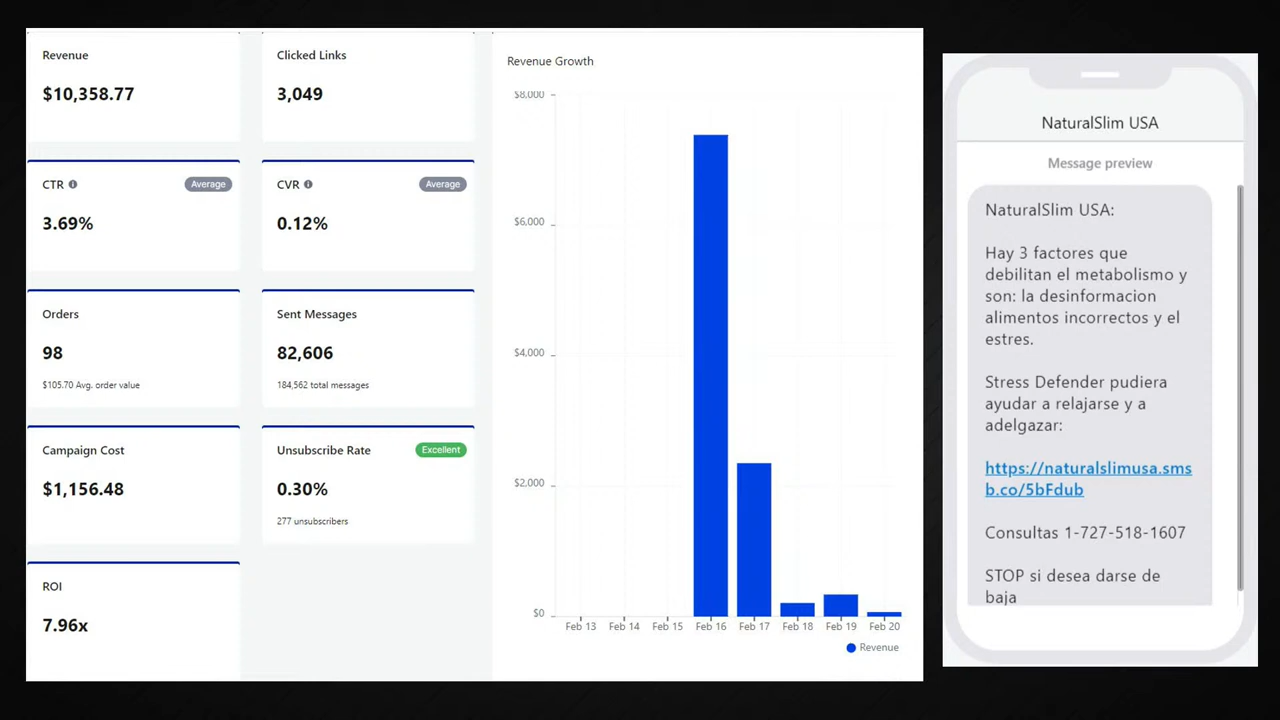 Revenue
$10,358.77
Clicked Links
3,049
CTR
Average
3.69%
CVR
Average
0.12%
Orders
98
$105.70 Avg. order value
Sent Messages
82,606
184,562 total messages
Campaign Cost
$1,156.48
Unsubscribe Rate
Excellent
0.30%
277 unsubscribers
ROI
7.96x
Revenue Growth
$8,000
$6,000
$4,000
$2,000
$0
Feb 13 Feb 14 Feb 15 Feb 16 Feb 17 Feb 18 Feb 19 Feb 20
Revenue
NaturalSlim USA
Message preview
NaturalSlim USA:
Hay 3 factores que
debilitan el metabolismo y
son: la desinformacion
alimentos incorrectos y el
estres.
Stress Defender pudiera
ayudar a relajarse y a
adelgazar:
https://naturalslimusa.sms
b.co/5bFdub
Consultas 1-727-518-1607
STOP si desea darse de
baja